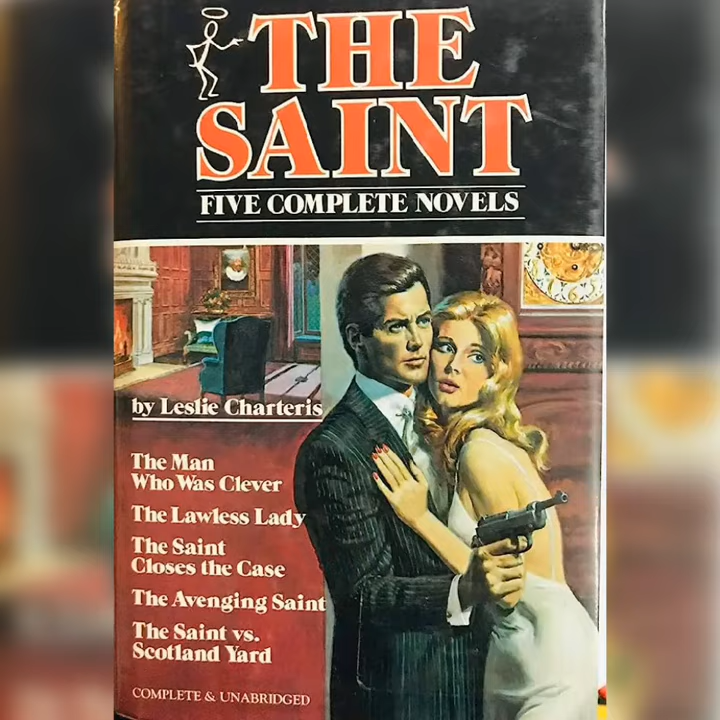 THE
SAINT
FIVE COMPLETE NOVELS
by Leslie Charteris
The Man
Who Was Clever
The Lawless Lady
The Saint
Closes the Case
The Avenging Saint
The Saint vs.
Scotland Yard
COMPLETE & UNABRIDGED